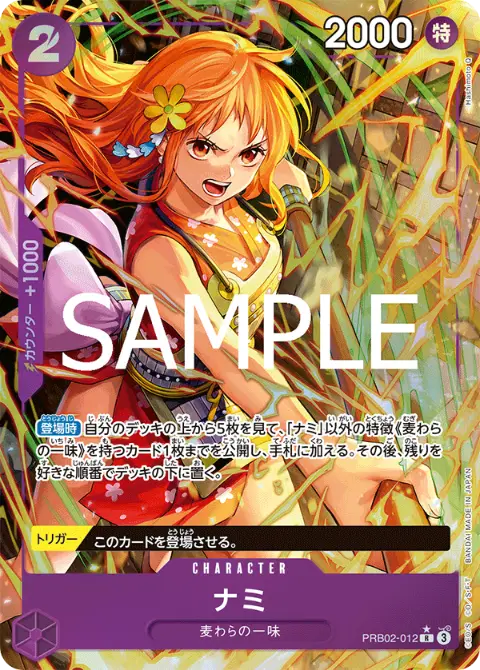 2
2000 特
Hashimoto Q
カウンター +1000
SAMPLE
登場時 自分のデッキの上から5枚を見て、「ナミ」以外の特徴《麦わら
の一味》を持つカード1枚までを公開し、手札に加える。その後、残りを
好きな順番でデッキの下に置く。
トリガー このカードを登場させる。
CHARACTER
ナミ
麦わらの一味
PRB02-012 R 3
BANDAI MADE IN JAPAN